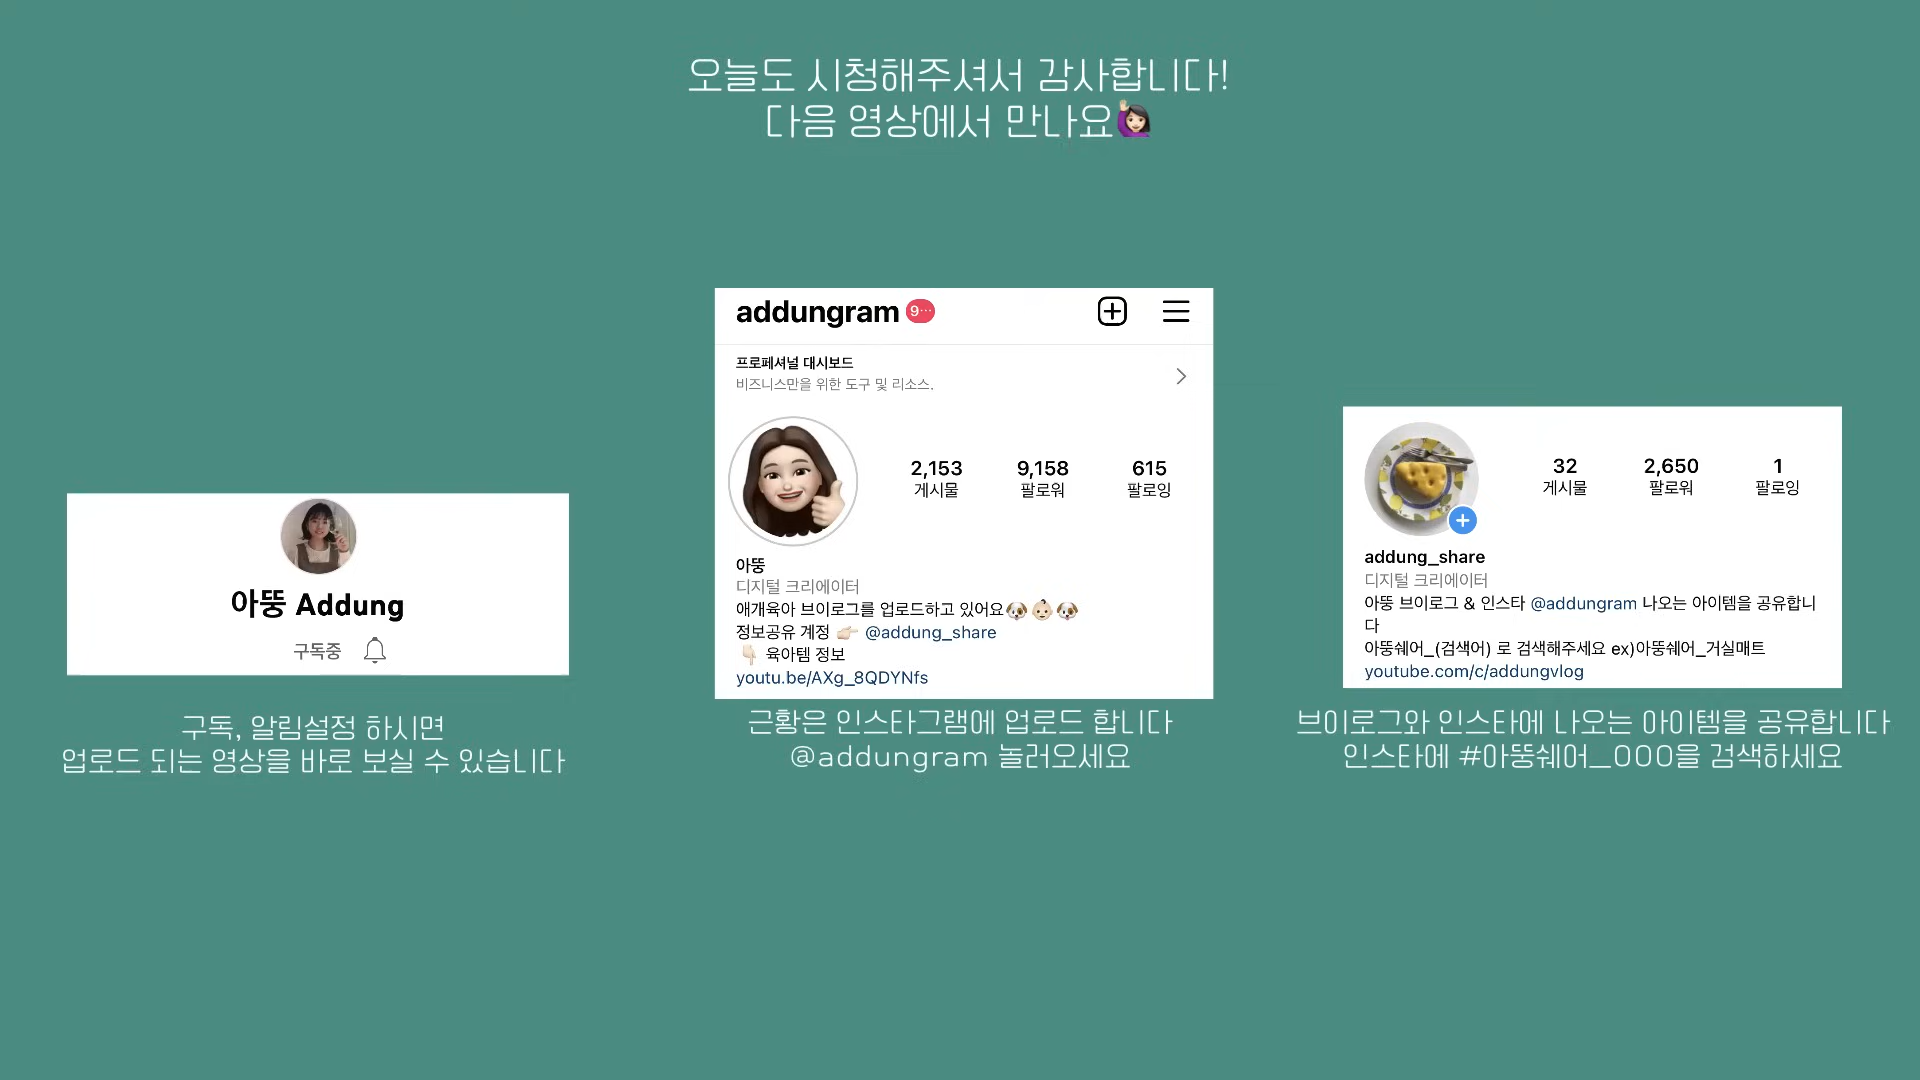 오늘도 시청해주셔서 감사합니다!
다음 영상에서 만나요🙋🏻‍♀️
아뚱 Addung
구독중
구독, 알림설정 하시면
업로드 되는 영상을 바로 보실 수 있습니다
addungram 9···
프로페셔널 대시보드
비즈니스만을 위한 도구 및 리소스.
2,153 9,158 615
게시물 팔로워 팔로잉
아뚱
디지털 크리에이터
애개육아 브이로그를 업로드하고 있어요🐶👶🏻🐶
정보공유 계정 👉🏻 @addung_share
👇🏻 육아템 정보
youtu.be/AXg_8QDYNfs
근황은 인스타그램에 업로드 합니다
@addungram 놀러오세요
32 2,650 1
게시물 팔로워 팔로잉
addung_share
디지털 크리에이터
아뚱 브이로그 & 인스타 @addungram 나오는 아이템을 공유합니
다
아뚱쉐어_(검색어) 로 검색해주세요 ex)아뚱쉐어_거실매트
youtube.com/c/addungvlog
브이로그와 인스타에 나오는 아이템을 공유합니다
인스타에 #아뚱쉐어_OOO을 검색하세요